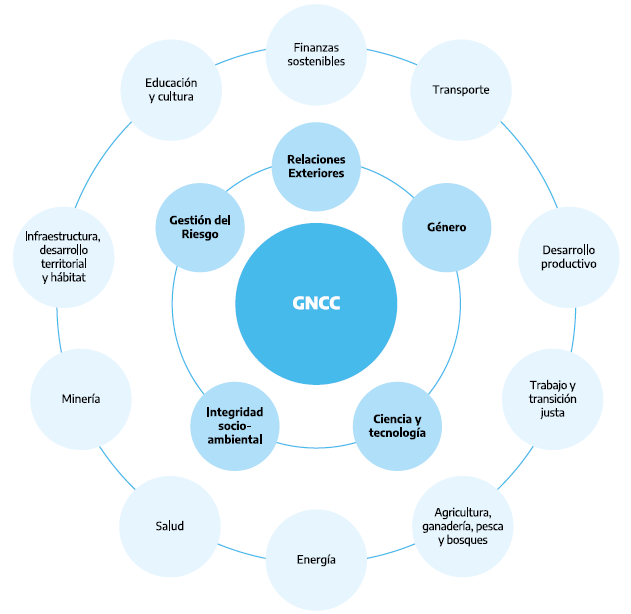 Finanzas
sostenibles
Educación
y cultura
Transporte
Relaciones
Exteriores
Gestión del
Riesgo
Género
Infraestructura,
desarrollo
territorial
y hábitat
Desarrollo
productivo
GNCC
Minería
Trabajo y
transición
justa
Integridad
socio-
ambiental
Ciencia y
tecnología
Salud
Agricultura,
ganadería, pesca
y bosques
Energía